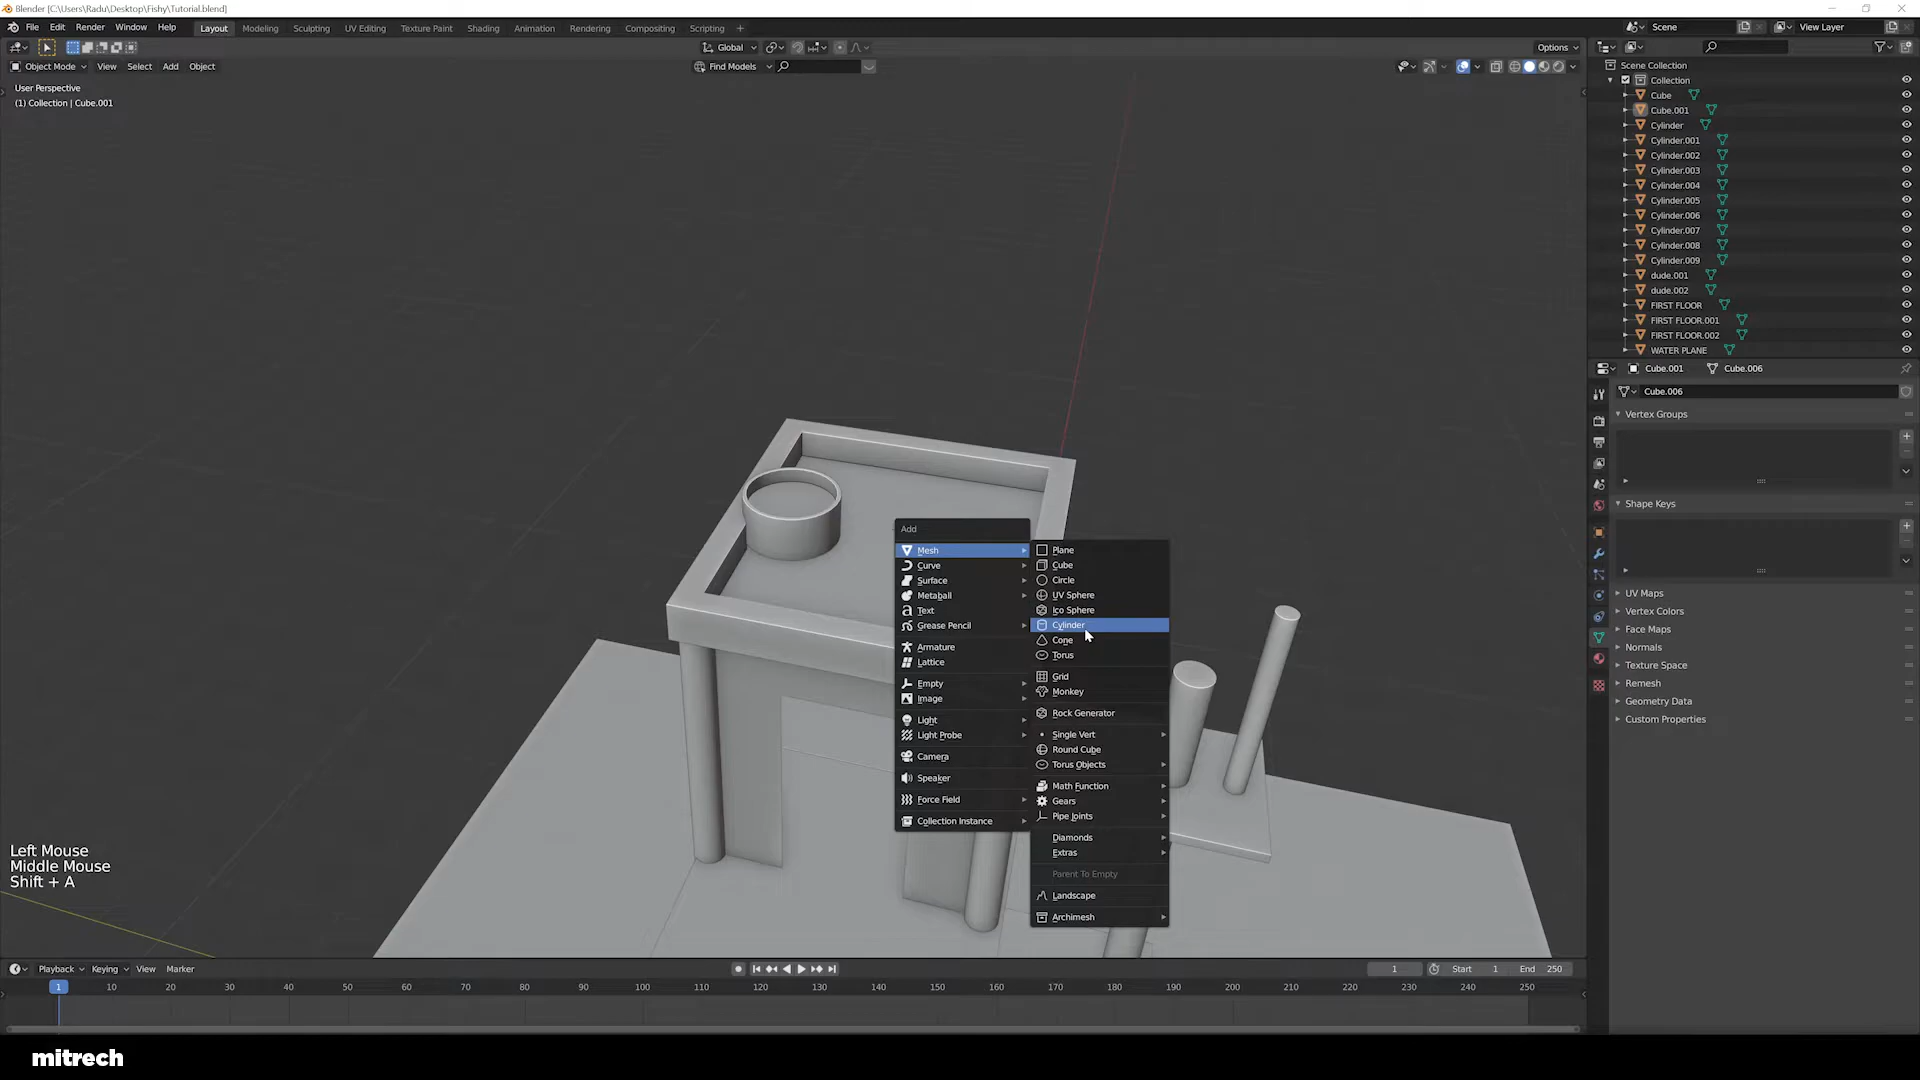 Blender [C:\Users\Radu\Desktop\Fishy\Tutorial.blend]
File Edit Render Window Help Layout Modeling Sculpting UV Editing Texture Paint Shading Animation Rendering Compositing Scripting + Scene View Layer
Global Options
Object Mode View Select Add Object Find Models
User Perspective
(1) Collection | Cube.001
Scene Collection
Collection
Cube
Cube.001
Cylinder
Cylinder.001
Cylinder.002
Cylinder.003
Cylinder.004
Cylinder.005
Cylinder.006
Cylinder.007
Cylinder.008
Cylinder.009
dude.001
dude.002
FIRST FLOOR
FIRST FLOOR.001
FIRST FLOOR.002
WATER PLANE
Cube.001 Cube.006
Cube.006
Vertex Groups
Shape Keys
UV Maps
Vertex Colors
Face Maps
Normals
Texture Space
Remesh
Geometry Data
Custom Properties
Add
Mesh
Curve
Surface
Metaball
Text
Grease Pencil
Armature
Lattice
Empty
Image
Light
Light Probe
Camera
Speaker
Force Field
Collection Instance
Plane
Cube
Circle
UV Sphere
Ico Sphere
Cylinder
Cone
Torus
Grid
Monkey
Rock Generator
Single Vert
Round Cube
Torus Objects
Math Function
Gears
Pipe Joints
Diamonds
Extras
Parent To Empty
Landscape
Archimesh
Left Mouse
Middle Mouse
Shift + A
Playback Keying View Marker 1 Start 1 End 250
1 10 20 30 40 50 60 70 80 90 100 110 120 130 140 150 160 170 180 190 200 210 220 230 240 250
mitrech